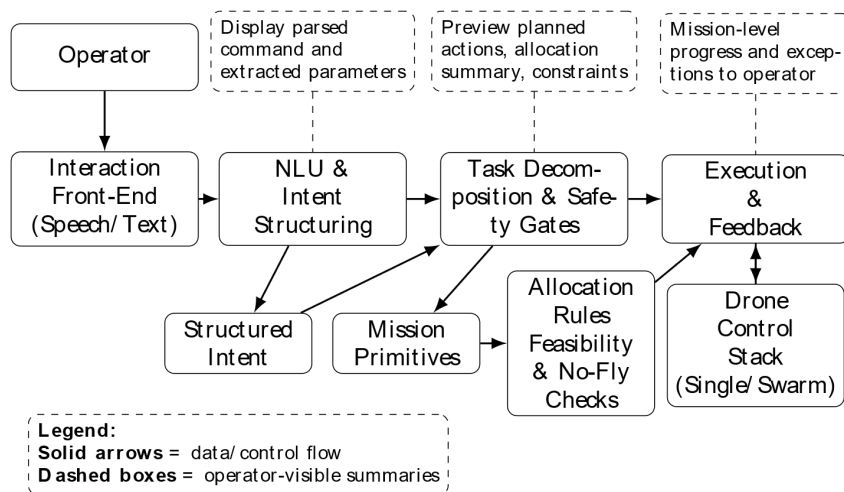 Operator
Display parsed
command and
extracted parameters
Preview planned
actions, allocation
summary, constraints
Mission-level
progress and excep-
tions to operator
Interaction
Front-End
(Speech/ Text)
NLU &
Intent
Structuring
Task Decom-
position & Safe-
ty Gates
Execution
&
Feedback
Structured
Intent
Mission
Primitives
Allocation
Rules
Feasibility
& No-Fly
Checks
Drone
Control
Stack
(Single/ Swarm)
Legend:
Solid arrows = data/ control flow
Dashed boxes = operator-visible summaries